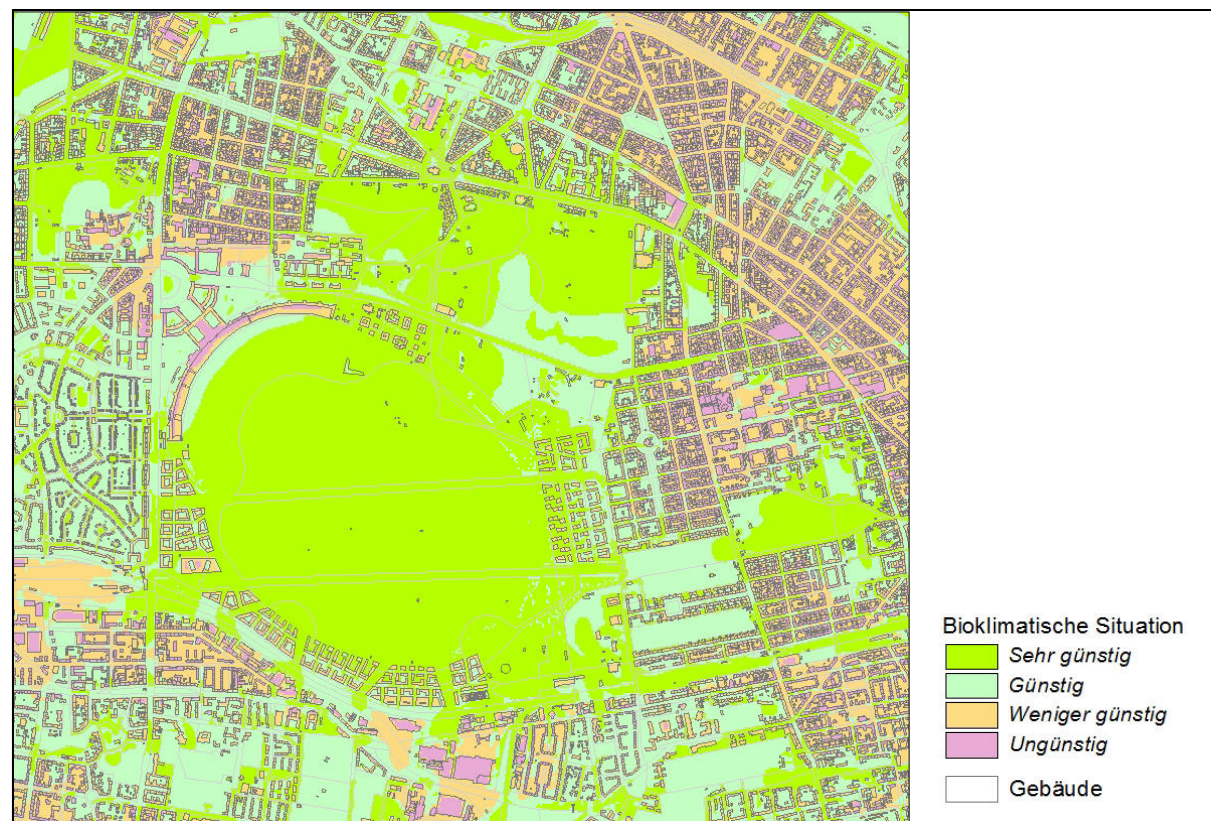 Bioklimatische Situation
Sehr günstig
Günstig
Weniger günstig
Ungünstig
Gebäude